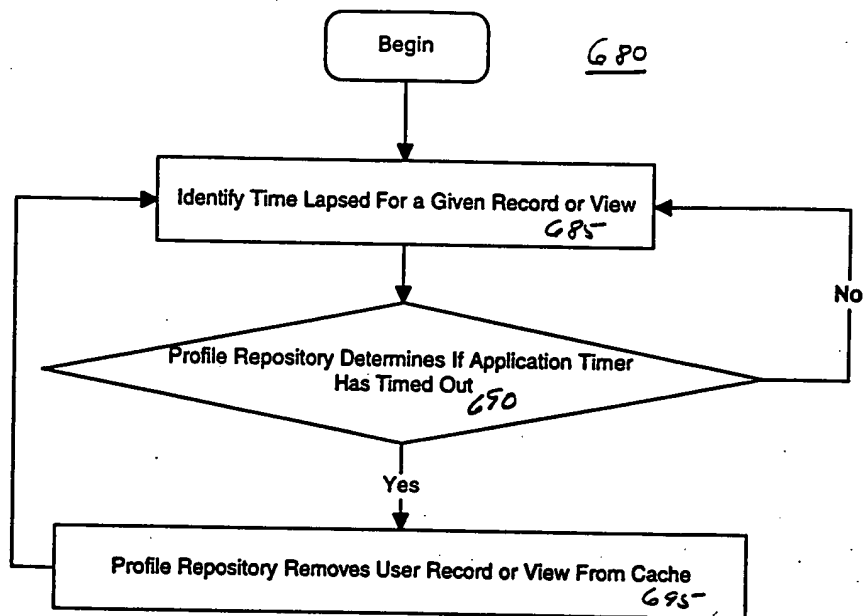 Begin
680
Identify Time Lapsed For a Given Record or View
685
No
Profile Repository Determines If Application Timer
Has Timed Out
690
Yes
Profile Repository Removes User Record or View From Cache
695